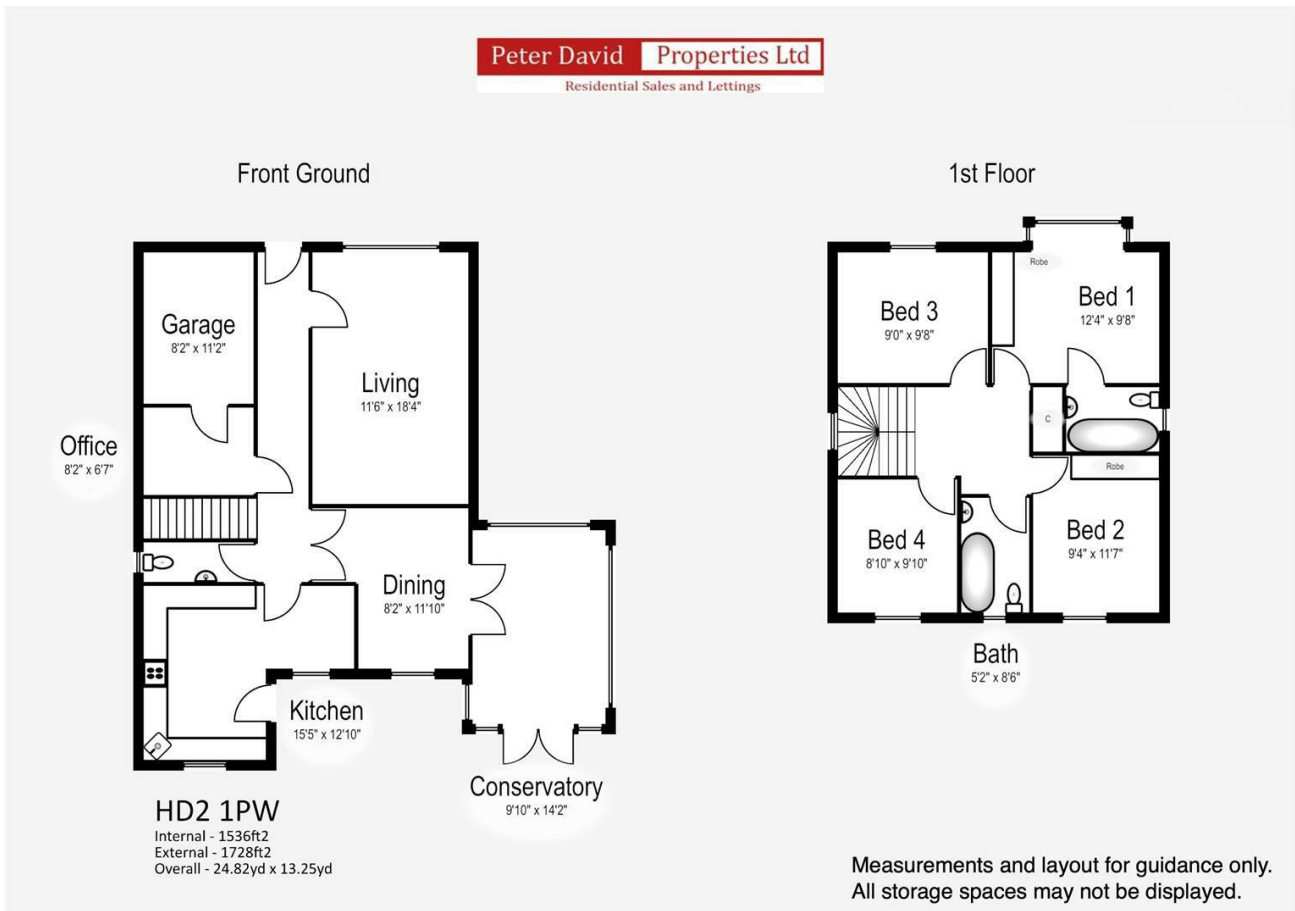 Peter David Properties Ltd
Residential Sales and Lettings
Front Ground
1st Floor
Garage
8'2" x 11'2"
Living
11'6" x 18'4"
Office
8'2" x 6'7"
Dining
8'2" x 11'10"
Kitchen
15'5" x 12'10"
Conservatory
9'10" x 14'2"
Robe
Bed 3
9'0" x 9'8"
Bed 1
12'4" x 9'8"
C
Robe
Bed 4
8'10" x 9'10"
Bed 2
9'4" x 11'7"
Bath
5'2" x 8'6"
HD2 1PW
Internal - 1536ft2
External - 1728ft2
Overall - 24.82yd x 13.25yd
Measurements and layout for guidance only.
All storage spaces may not be displayed.